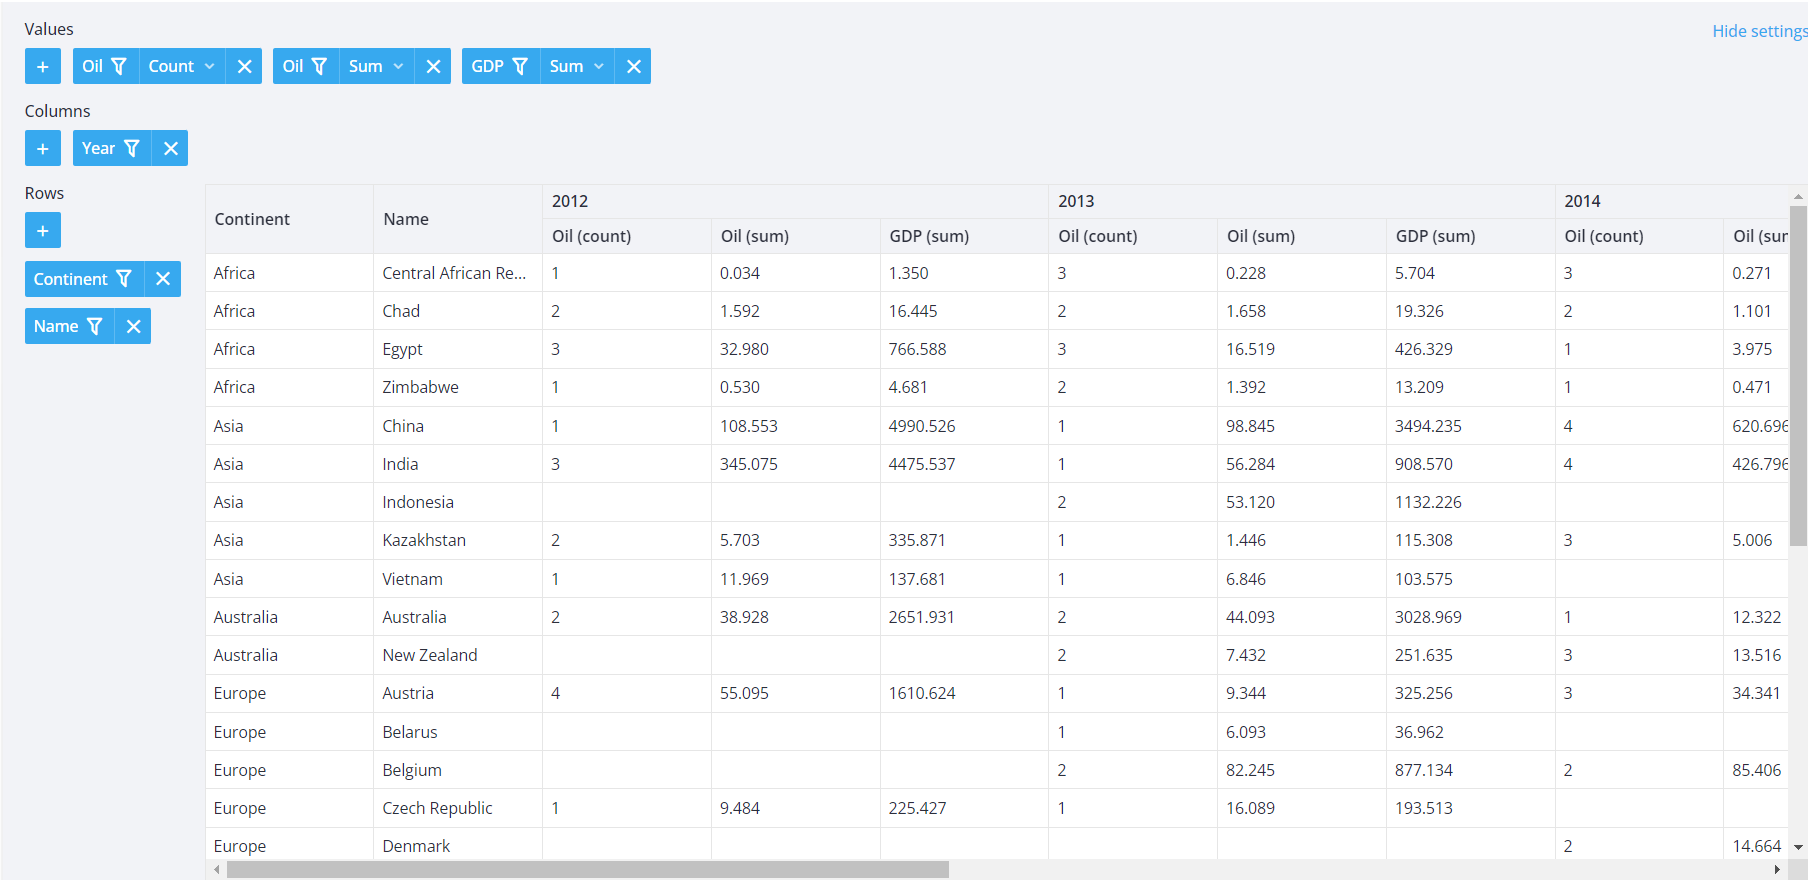 Values
Hide settings
+ Oil Count Oil Sum GDP Sum
Columns
+ Year
Rows
+
Continent
Name
Continent Name 2012 2013 2014
Oil (count) Oil (sum) GDP (sum) Oil (count) Oil (sum) GDP (sum) Oil (count) Oil (sum
Africa Central African Re... 1 0.034 1.350 3 0.228 5.704 3 0.271
Africa Chad 2 1.592 16.445 2 1.658 19.326 2 1.101
Africa Egypt 3 32.980 766.588 3 16.519 426.329 1 3.975
Africa Zimbabwe 1 0.530 4.681 2 1.392 13.209 1 0.471
Asia China 1 108.553 4990.526 1 98.845 3494.235 4 620.696
Asia India 3 345.075 4475.537 1 56.284 908.570 4 426.796
Asia Indonesia 2 53.120 1132.226
Asia Kazakhstan 2 5.703 335.871 1 1.446 115.308 3 5.006
Asia Vietnam 1 11.969 137.681 1 6.846 103.575
Australia Australia 2 38.928 2651.931 2 44.093 3028.969 1 12.322
Australia New Zealand 2 7.432 251.635 3 13.516
Europe Austria 4 55.095 1610.624 1 9.344 325.256 3 34.341
Europe Belarus 1 6.093 36.962
Europe Belgium 2 82.245 877.134 2 85.406
Europe Czech Republic 1 9.484 225.427 1 16.089 193.513
Europe Denmark 2 14.664